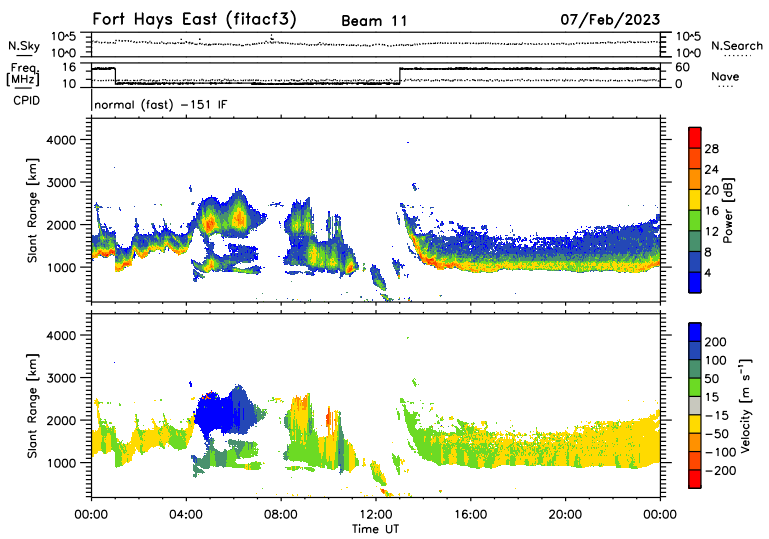 Fort Hays East (fitacf3)
Beam 11
07/Feb/2023
N.Sky
10^5
10^0
10^5
10^0
N.Search
Freq.
[MHz]
16
10
60
0
Nave
CPID
normal (fast) -151 IF
Slant Range [km]
4000
3000
2000
1000
28
24
20
16
12
8
4
Power [dB]
Slant Range [km]
4000
3000
2000
1000
200
100
50
15
-15
-50
-100
-200
Velocity [m s⁻¹]
00:00 04:00 08:00 12:00 16:00 20:00 00:00
Time UT